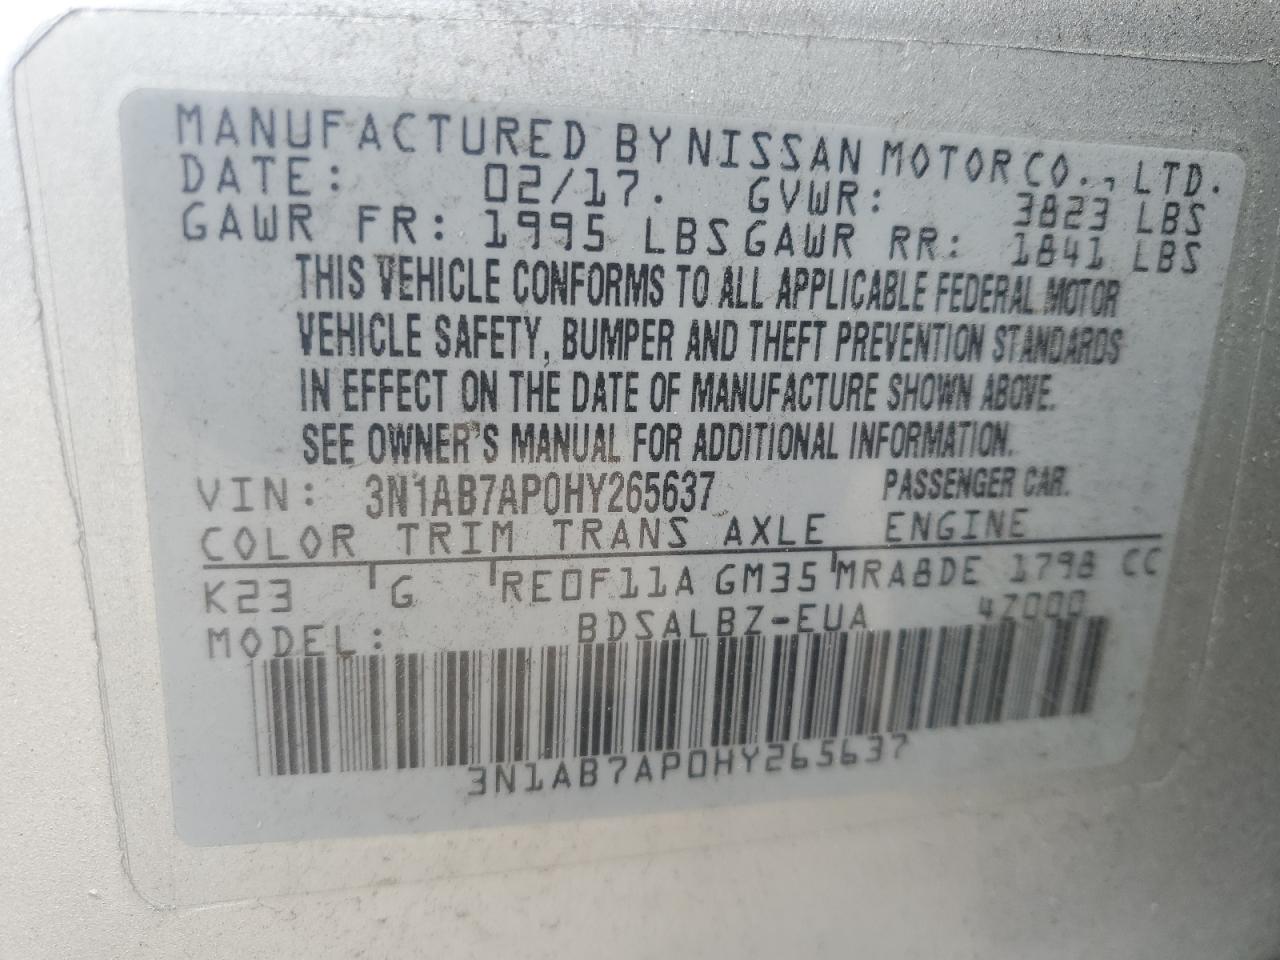 MANUFACTURED BY NISSAN MOTOR CO., LTD.
DATE: 02/17. GVWR: 3823 LBS
GAWR FR: 1995 LBS GAWR RR: 1841 LBS
THIS VEHICLE CONFORMS TO ALL APPLICABLE FEDERAL MOTOR
VEHICLE SAFETY, BUMPER AND THEFT PREVENTION STANDARDS
IN EFFECT ON THE DATE OF MANUFACTURE SHOWN ABOVE.
SEE OWNER'S MANUAL FOR ADDITIONAL INFORMATION.
VIN: 3N1AB7AP0HY265637 PASSENGER CAR.
COLOR TRIM TRANS AXLE ENGINE
K23 G RE0F11A GM35 MRA8DE 1798 CC
MODEL: BDSALBZ-EUA 4Z000
3N1AB7AP0HY265637